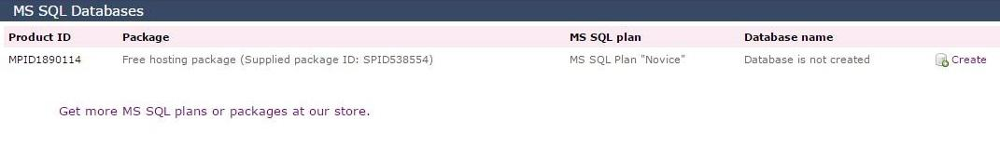 MS SQL Databases
Product ID Package MS SQL plan Database name
MPID1890114 Free hosting package (Supplied package ID: SPID538554) MS SQL Plan "Novice" Database is not created Create
Get more MS SQL plans or packages at our store.